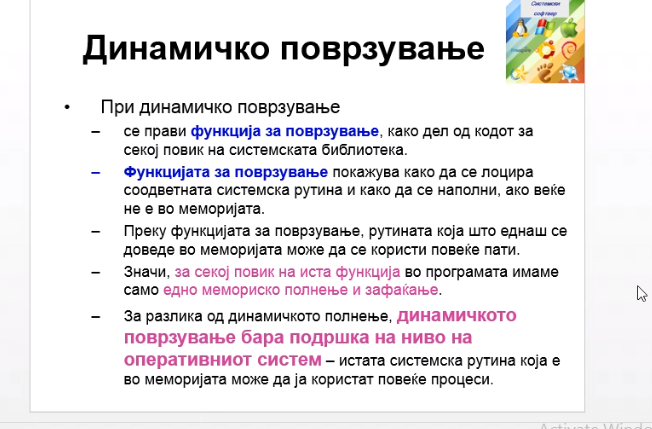 Системски
софтвер
Динамичко поврзување
• При динамичко поврзување
– се прави функција за поврзување, како дел од кодот за
секој повик на системската библиотека.
– Функцијата за поврзување покажува како да се лоцира
соодветната системска рутина и како да се наполни, ако веќе
не е во меморијата.
– Преку функцијата за поврзување, рутината која што еднаш се
доведе во меморијата може да се користи повеќе пати.
– Значи, за секој повик на иста функција во програмата имаме
само едно мемориско полнење и зафаќање.
– За разлика од динамичкото полнење, динамичкото
поврзување бара подршка на ниво на
оперативниот систем – истата системска рутина која е
во меморијата може да ја користат повеќе процеси.